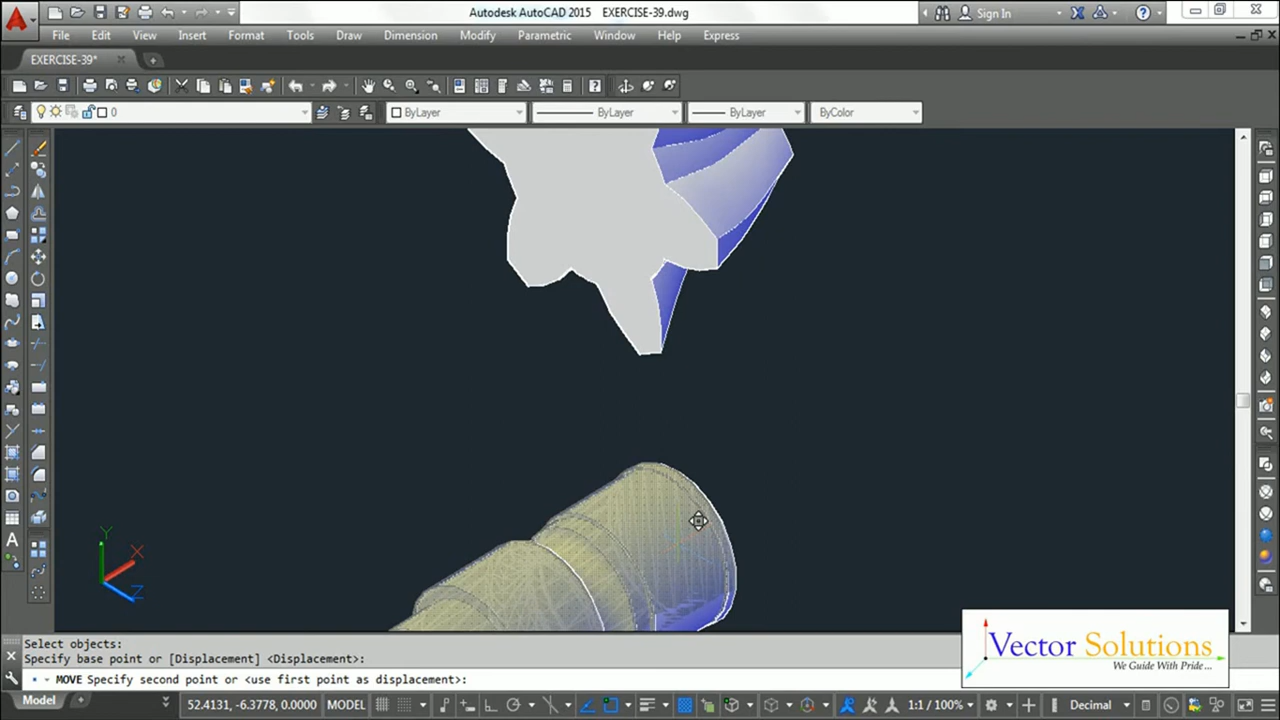 Autodesk AutoCAD 2015 EXERCISE-39.dwg
Sign In
File Edit View Insert Format Tools Draw Dimension Modify Parametric Window Help Express
EXERCISE-39*
0 ByLayer ByLayer ByLayer ByColor
Y
X
Z
A
Vector Solutions
We Guide With Pride...
Select objects:
Specify base point or [Displacement] <Displacement>:
MOVE Specify second point or <use first point as displacement>:
Model 52.4131, -6.3778, 0.0000 MODEL 1:1 / 100% Decimal